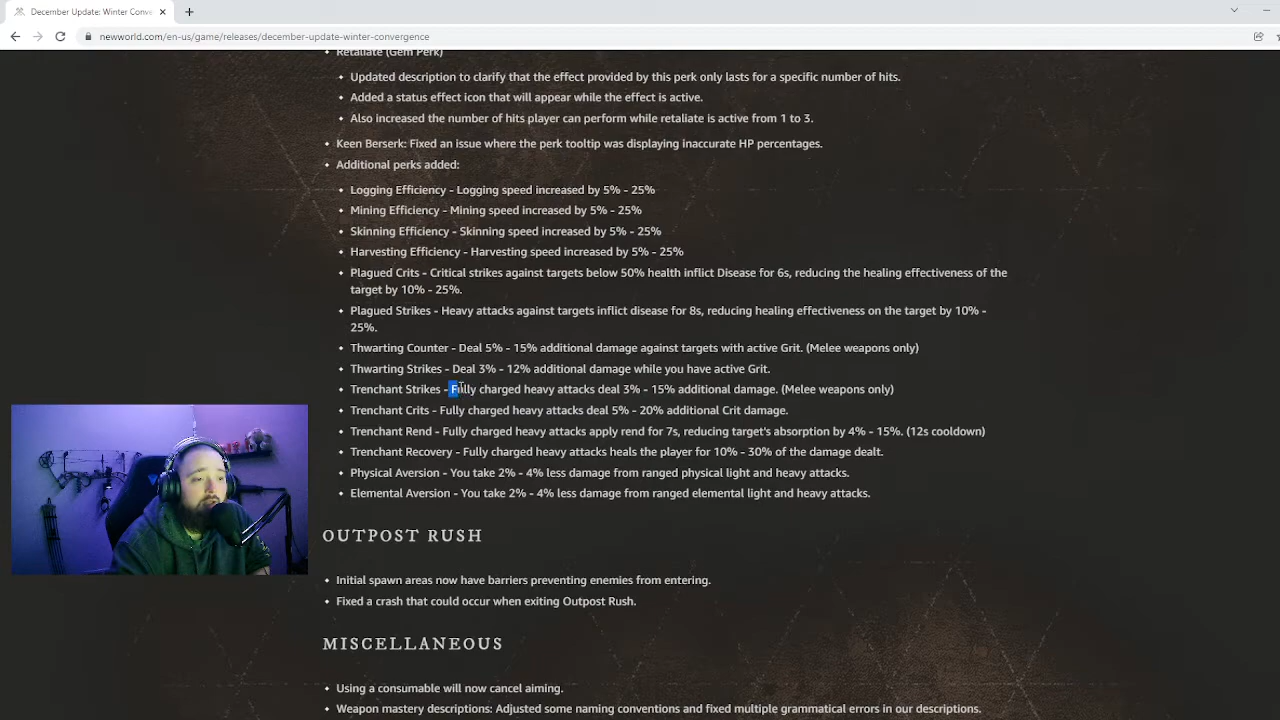 December Update: Winter Conve
newworld.com/en-us/game/releases/december-update-winter-convergence
Retaliate (Gem Perk)
Updated description to clarify that the effect provided by this perk only lasts for a specific number of hits.
Added a status effect icon that will appear while the effect is active.
Also increased the number of hits player can perform while retaliate is active from 1 to 3.
Keen Berserk: Fixed an issue where the perk tooltip was displaying inaccurate HP percentages.
Additional perks added:
Logging Efficiency - Logging speed increased by 5% - 25%
Mining Efficiency - Mining speed increased by 5% - 25%
Skinning Efficiency - Skinning speed increased by 5% - 25%
Harvesting Efficiency - Harvesting speed increased by 5% - 25%
Plagued Crits - Critical strikes against targets below 50% health inflict Disease for 6s, reducing the healing effectiveness of the
target by 10% - 25%.
Plagued Strikes - Heavy attacks against targets inflict disease for 8s, reducing healing effectiveness on the target by 10% -
25%.
Thwarting Counter - Deal 5% - 15% additional damage against targets with active Grit. (Melee weapons only)
Thwarting Strikes - Deal 3% - 12% additional damage while you have active Grit.
Trenchant Strikes - Fully charged heavy attacks deal 3% - 15% additional damage. (Melee weapons only)
Trenchant Crits - Fully charged heavy attacks deal 5% - 20% additional Crit damage.
Trenchant Rend - Fully charged heavy attacks apply rend for 7s, reducing target's absorption by 4% - 15%. (12s cooldown)
Trenchant Recovery - Fully charged heavy attacks heals the player for 10% - 30% of the damage dealt.
Physical Aversion - You take 2% - 4% less damage from ranged physical light and heavy attacks.
Elemental Aversion - You take 2% - 4% less damage from ranged elemental light and heavy attacks.
OUTPOST RUSH
Initial spawn areas now have barriers preventing enemies from entering.
Fixed a crash that could occur when exiting Outpost Rush.
MISCELLANEOUS
Using a consumable will now cancel aiming.
Weapon mastery descriptions: Adjusted some naming conventions and fixed multiple grammatical errors in our descriptions.